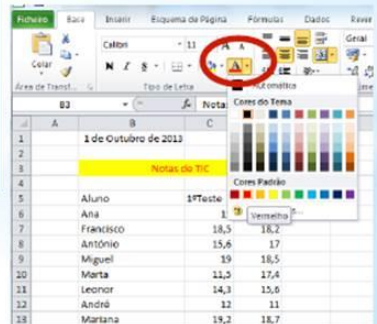 Ficheiro Base Inserir Esquema de Página Fórmulas Dados Rever
Colar Calibri 11 A A Geral
N I S A
Área de Transf... Tipo de Letra
B3 fx Nota
Automática
Cores do Tema
Cores Padrão
Vermelho
A B C
1 1 de Outubro de 2013
2
3 Notas de TIC
4
5 Aluno 1ºTeste
6 Ana
7 Francisco 18,5 18,2
8 António 15,6 17
9 Miguel 19 18,5
10 Marta 11,5 17,4
11 Leonor 14,3 15,6
12 André 12 11
13 Mariana 19,2 18,7